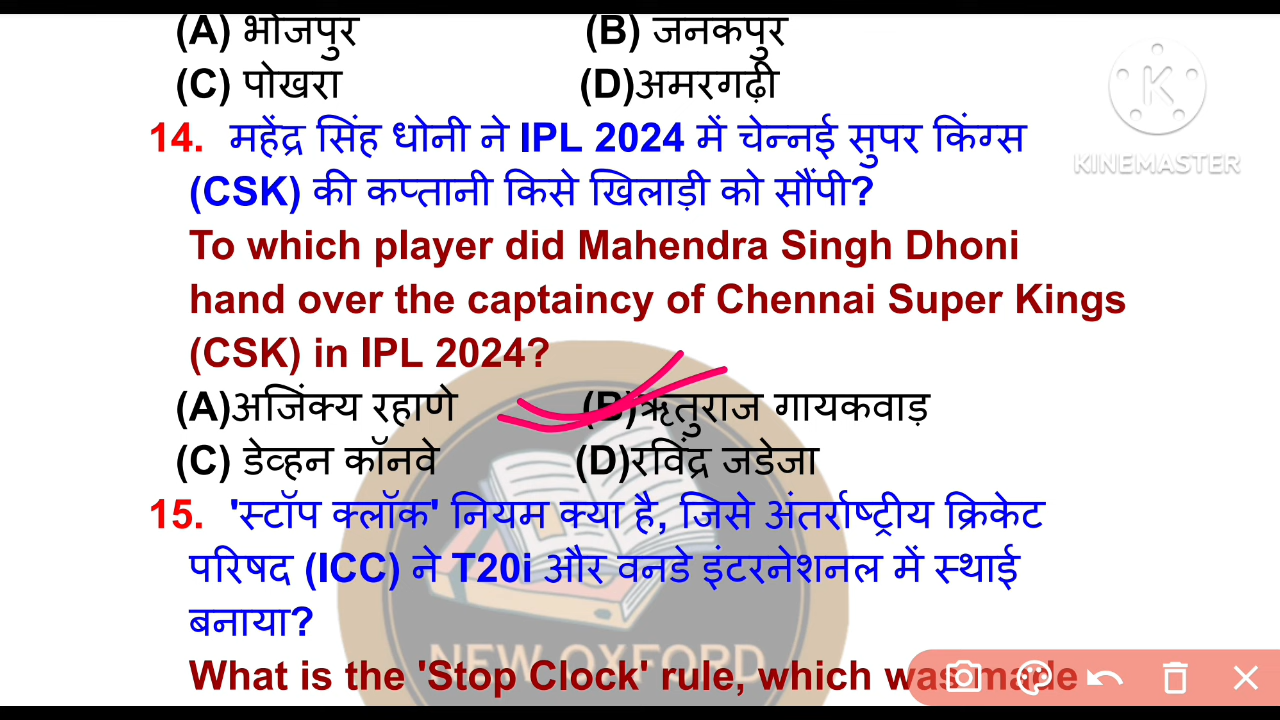 (A) भोजपुर (B) जनकपुर
(C) पोखरा (D)अमरगढ़ी
KINEMASTER
14. महेंद्र सिंह धोनी ने IPL 2024 में चेन्नई सुपर किंग्स
(CSK) की कप्तानी किसे खिलाड़ी को सौंपी?
To which player did Mahendra Singh Dhoni
hand over the captaincy of Chennai Super Kings
(CSK) in IPL 2024?
(A)अजिंक्य रहाणे (B)ऋतुराज गायकवाड़
(C) डेव्हन कॉनवे (D)रविंद्र जडेजा
15. 'स्टॉप क्लॉक' नियम क्या है, जिसे अंतर्राष्ट्रीय क्रिकेट
परिषद (ICC) ने T20i और वनडे इंटरनेशनल में स्थाई
बनाया?
NEW OXFORD
What is the 'Stop Clock' rule, which was made